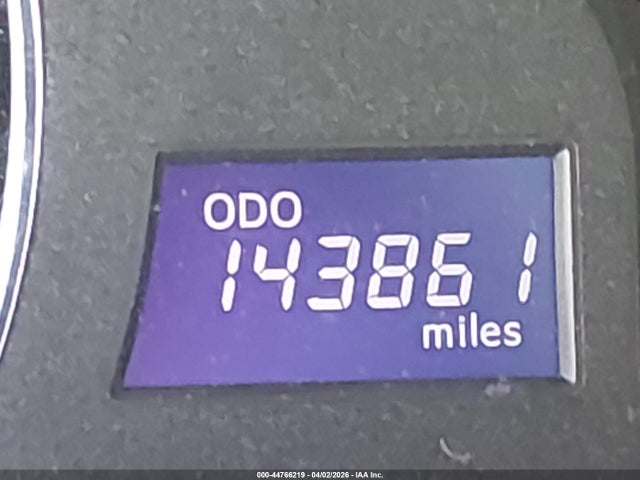 ODO
143861
miles
000-44766219 - 04/02/2026 - IAA Inc.